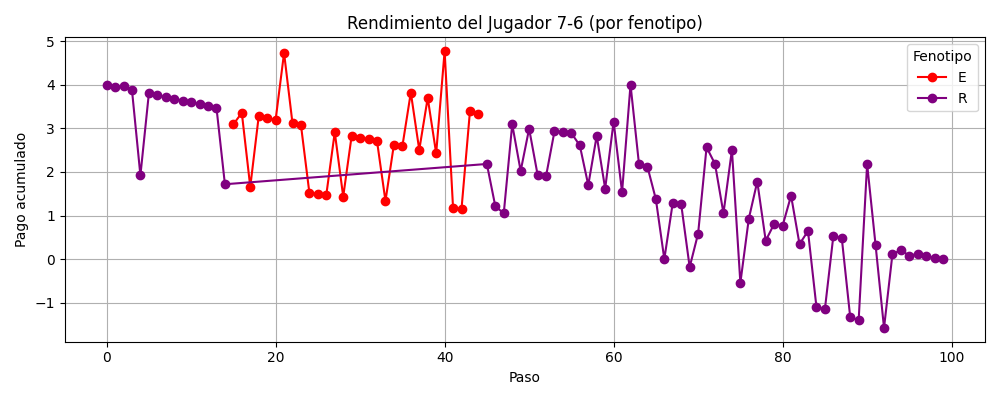 Rendimiento del Jugador 7-6 (por fenotipo)
Pago acumulado
5
4
3
2
1
0
−1
Fenotipo
E
R
0 20 40 60 80 100
Paso